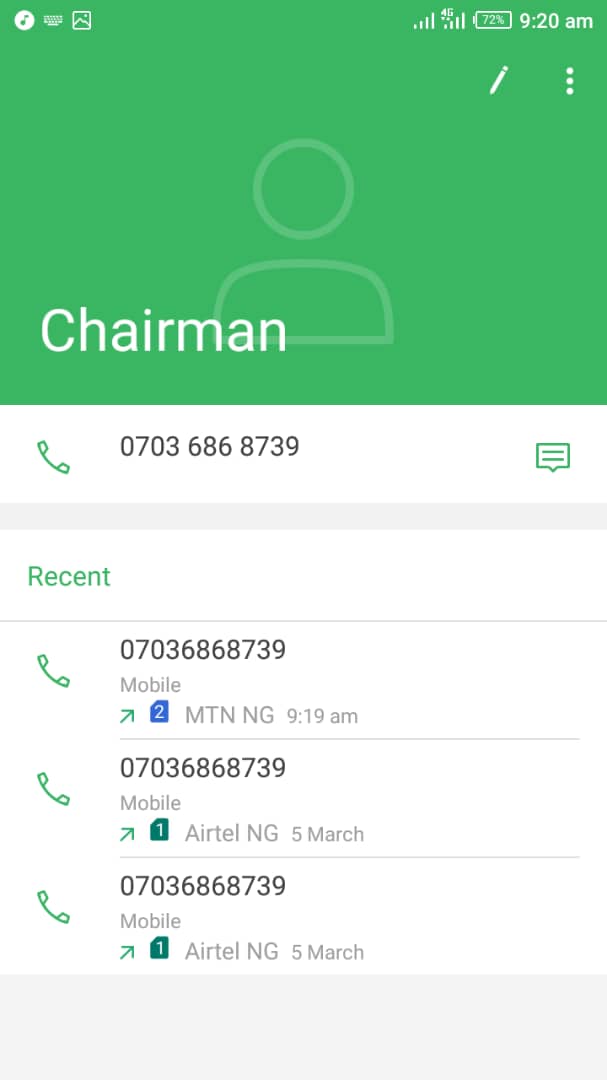 4G 72% 9:20 am
Chairman
0703 686 8739
Recent
07036868739
Mobile
2 MTN NG 9:19 am
07036868739
Mobile
1 Airtel NG 5 March
07036868739
Mobile
1 Airtel NG 5 March